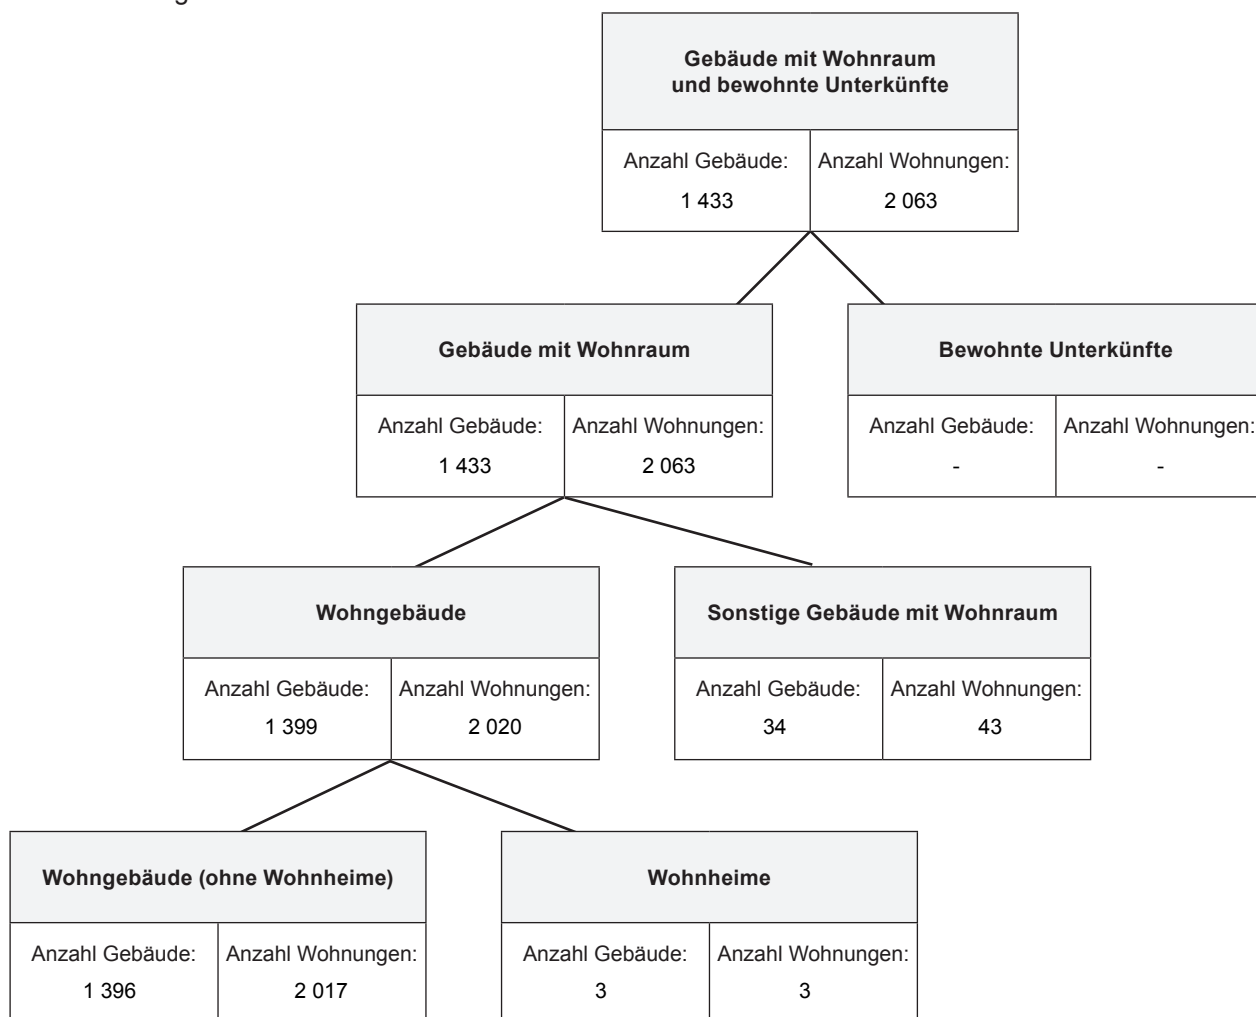 Gebäude mit Wohnraum
und bewohnte Unterkünfte
Anzahl Gebäude: Anzahl Wohnungen:
1 433 2 063
Gebäude mit Wohnraum
Anzahl Gebäude: Anzahl Wohnungen:
1 433 2 063
Bewohnte Unterkünfte
Anzahl Gebäude: Anzahl Wohnungen:
- -
Wohngebäude
Anzahl Gebäude: Anzahl Wohnungen:
1 399 2 020
Sonstige Gebäude mit Wohnraum
Anzahl Gebäude: Anzahl Wohnungen:
34 43
Wohngebäude (ohne Wohnheime)
Anzahl Gebäude: Anzahl Wohnungen:
1 396 2 017
Wohnheime
Anzahl Gebäude: Anzahl Wohnungen:
3 3